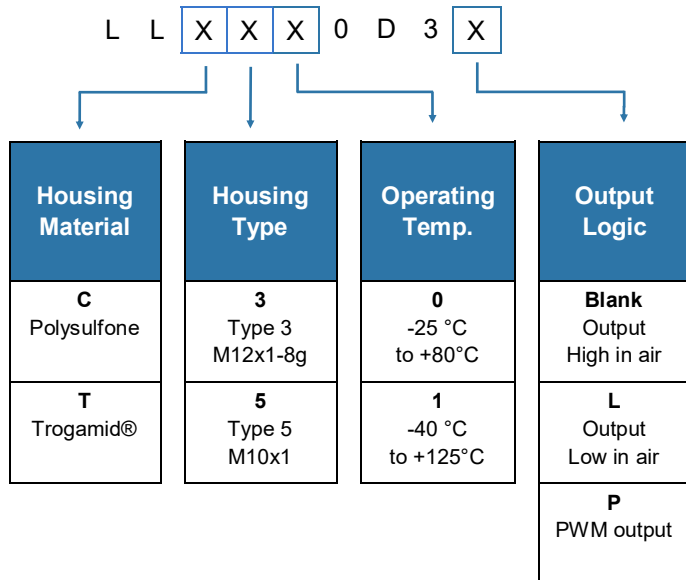 L L X X X 0 D 3 X
Housing
Material
C
Polysulfone
T
Trogamid®
Housing
Type
3
Type 3
M12x1-8g
5
Type 5
M10x1
Operating
Temp.
0
-25 °C
to +80°C
1
-40 °C
to +125°C
Output
Logic
Blank
Output
High in air
L
Output
Low in air
P
PWM output